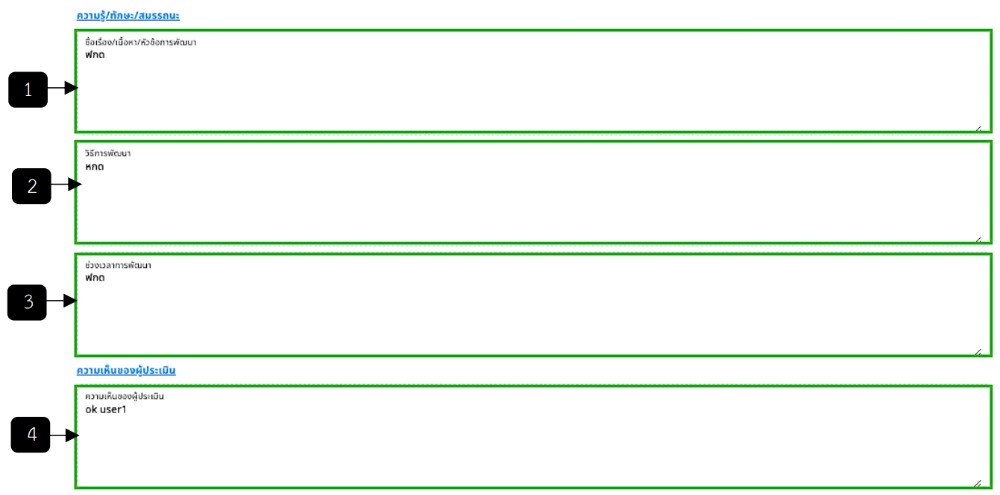 ความรู้/ทักษะ/สมรรถนะ
ชื่อเรื่อง/เนื้อหา/หัวข้อการพัฒนา
ฟกด
1
วิธีการพัฒนา
หกด
2
ช่วงเวลาการพัฒนา
ฟกด
3
ความเห็นของผู้ประเมิน
ความเห็นของผู้ประเมิน
ok user1
4